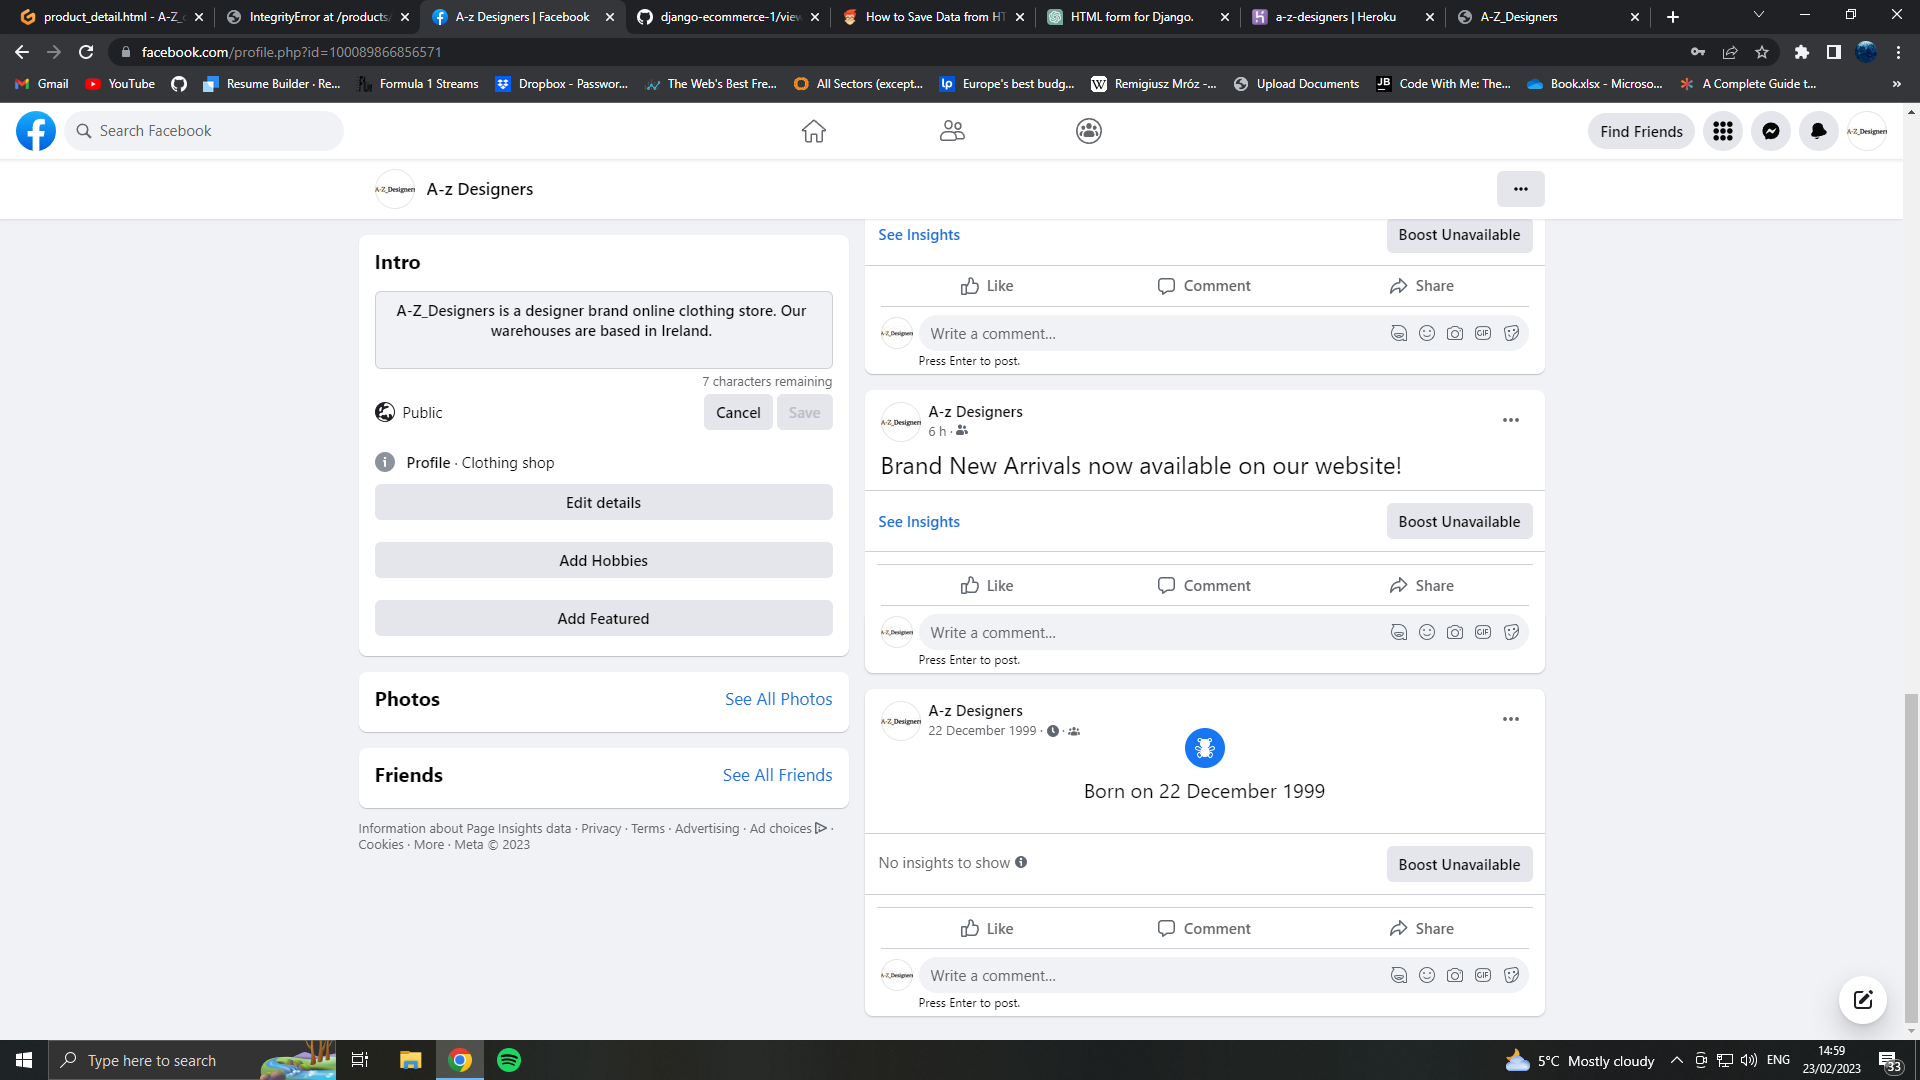 product_detail.html - A-Z_
IntegrityError at /products/
A-z Designers | Facebook
django-ecommerce-1/view
How to Save Data from HT
HTML form for Django.
a-z-designers | Heroku
A-Z_Designers
facebook.com/profile.php?id=100089866856571
Gmail
YouTube
Resume Builder · Re...
Formula 1 Streams
Dropbox - Passwor...
The Web's Best Fre...
All Sectors (except...
Europe's best budg...
Remigiusz Mróz -...
Upload Documents
Code With Me: The...
Book.xlsx - Microso...
A Complete Guide t...
»
Search Facebook
Find Friends
A-Z_Designers
A-Z_Designers
A-z Designers
Intro
A-Z_Designers is a designer brand online clothing store. Our
warehouses are based in Ireland.
7 characters remaining
Public
Cancel
Save
Profile · Clothing shop
Edit details
Add Hobbies
Add Featured
Photos
See All Photos
Friends
See All Friends
Information about Page Insights data · Privacy · Terms · Advertising · Ad choices ·
Cookies · More · Meta © 2023
See Insights
Boost Unavailable
Like
Comment
Share
A-Z_Designers
Write a comment...
GIF
Press Enter to post.
A-Z_Designers
A-z Designers
6 h ·
Brand New Arrivals now available on our website!
See Insights
Boost Unavailable
Like
Comment
Share
A-Z_Designers
Write a comment...
GIF
Press Enter to post.
A-Z_Designers
A-z Designers
22 December 1999 · ·
Born on 22 December 1999
No insights to show
Boost Unavailable
Like
Comment
Share
A-Z_Designers
Write a comment...
GIF
Press Enter to post.
Type here to search
5°C Mostly cloudy
ENG
14:59
23/02/2023
33